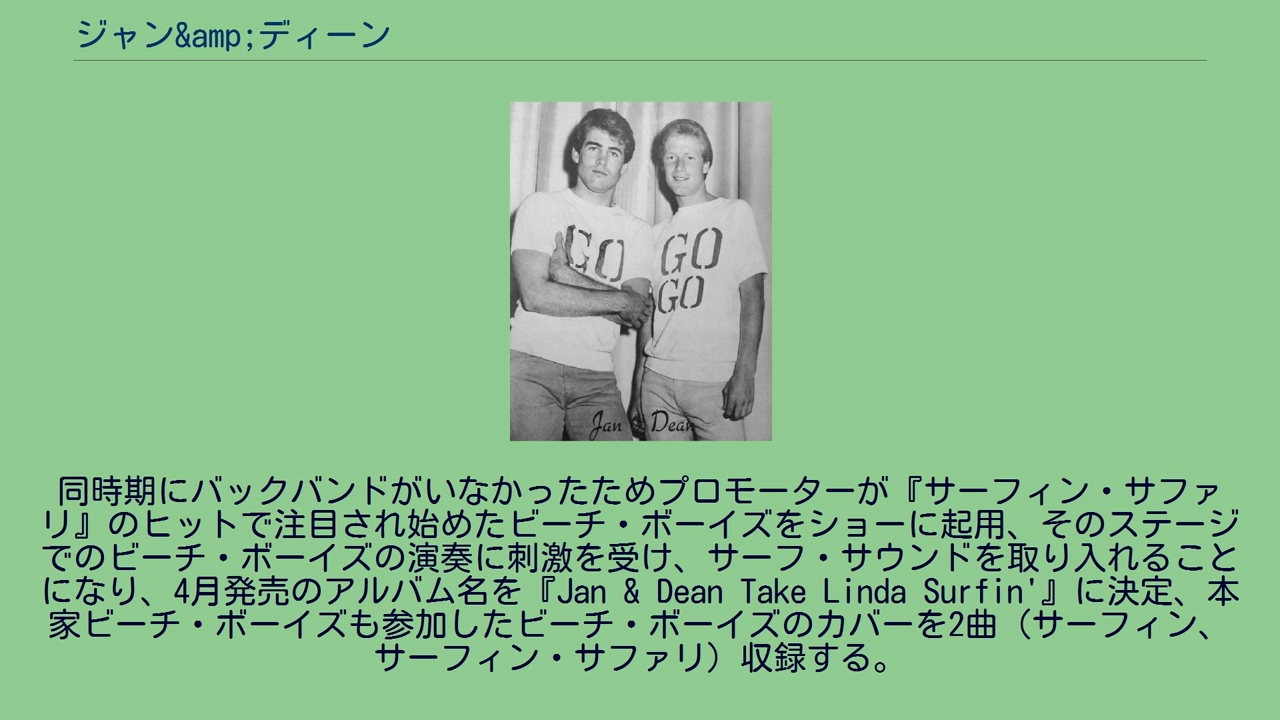 ジャン&amp;ディーン
GO
GO
GO
Jan & Dean
同時期にバックバンドがいなかったためプロモーターが『サーフィン・サファ
リ』のヒットで注目され始めたビーチ・ボーイズをショーに起用、そのステージ
でのビーチ・ボーイズの演奏に刺激を受け、サーフ・サウンドを取り入れること
になり、4月発売のアルバム名を『Jan & Dean Take Linda Surfin'』に決定、本
家ビーチ・ボーイズも参加したビーチ・ボーイズのカバーを2曲（サーフィン、
サーフィン・サファリ）収録する。